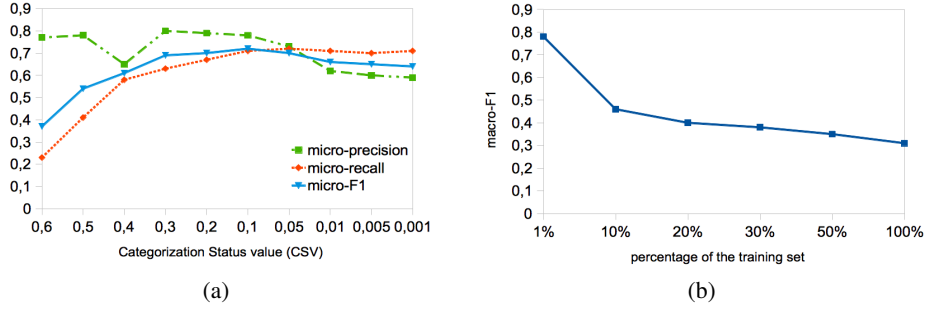 0,9
0,8
0,7
0,6
0,5
0,4
0,3
0,2
0,1
0
micro-precision
micro-recall
micro-F1
0,6 0,5 0,4 0,3 0,2 0,1 0,05 0,01 0,005 0,001
Categorization Status value (CSV)
(a)
0,9
0,8
0,7
0,6
0,5
0,4
0,3
0,2
0,1
0
macro-F1
1% 10% 20% 30% 50% 100%
percentage of the training set
(b)